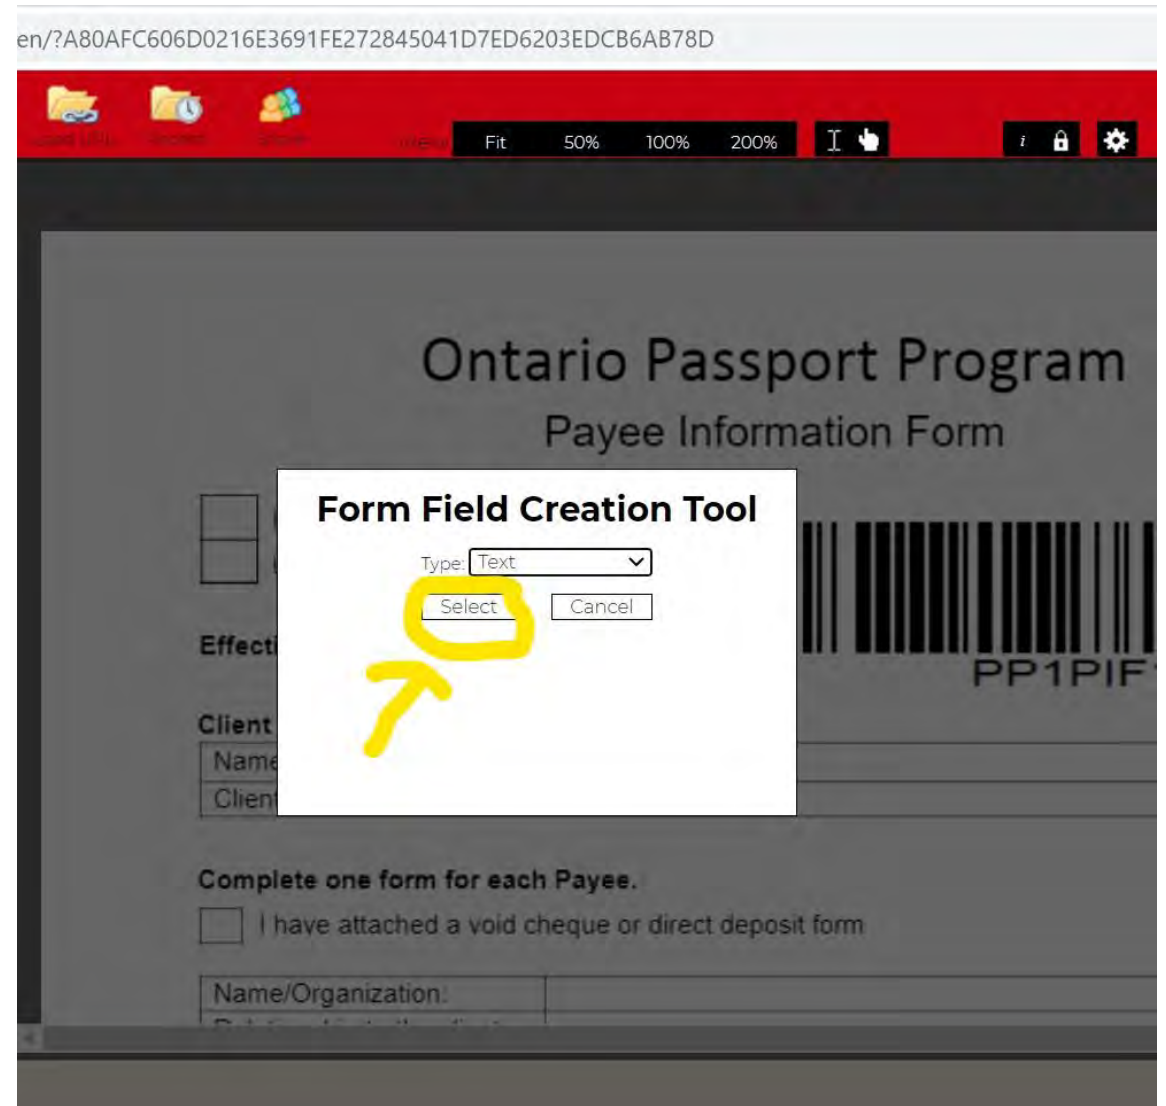 en/?A80AFC606D0216E3691FE272845041D7ED6203EDCB6AB78D
Fit 50% 100% 200%
Ontario Passport Program
Payee Information Form
Form Field Creation Tool
Type: Text
Select Cancel
Effecti
PP1PIF
Client
Name
Client
Complete one form for each Payee.
I have attached a void cheque or direct deposit form
Name/Organization: